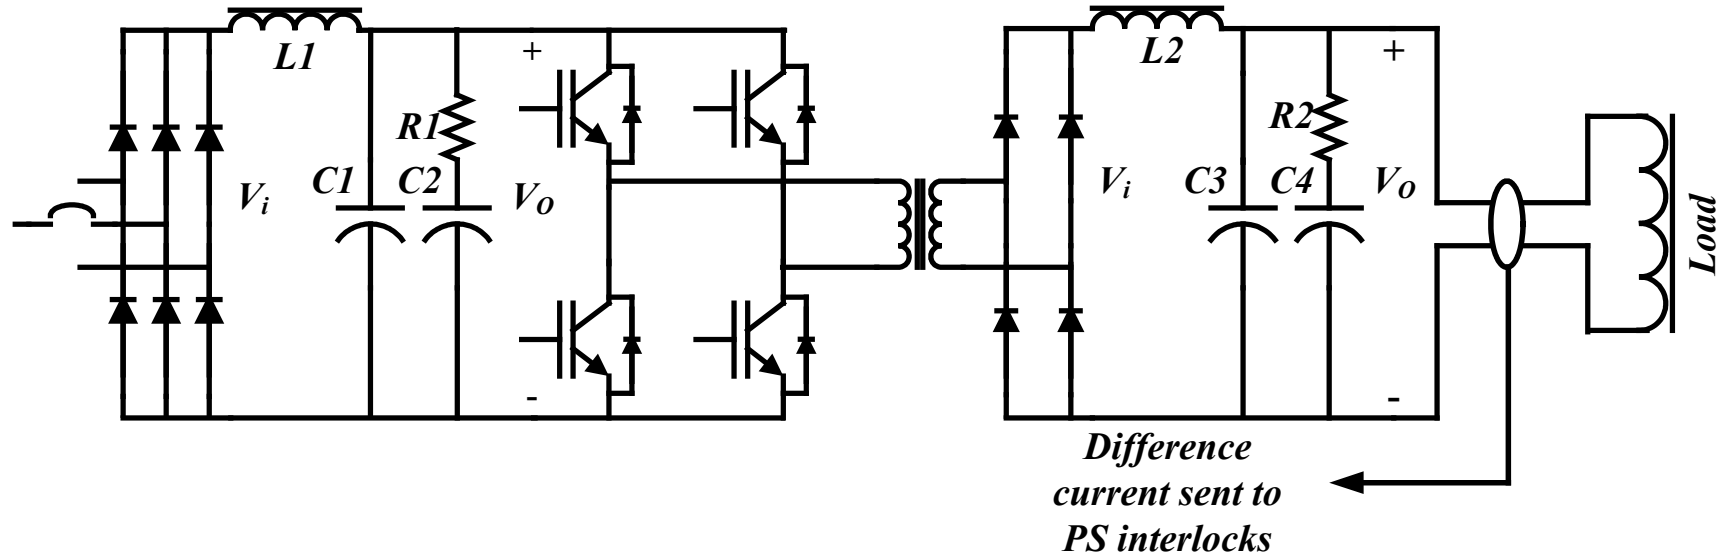 L1
+
R1
C1
C2
Vi
VO
-
L2
+
R2
C3
C4
Vi
VO
-
Load
Difference
current sent to
PS interlocks